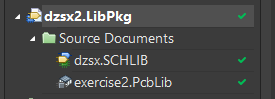 dzsx2.LibPkg
Source Documents
dzsx.SCHLIB
exercise2.PcbLib